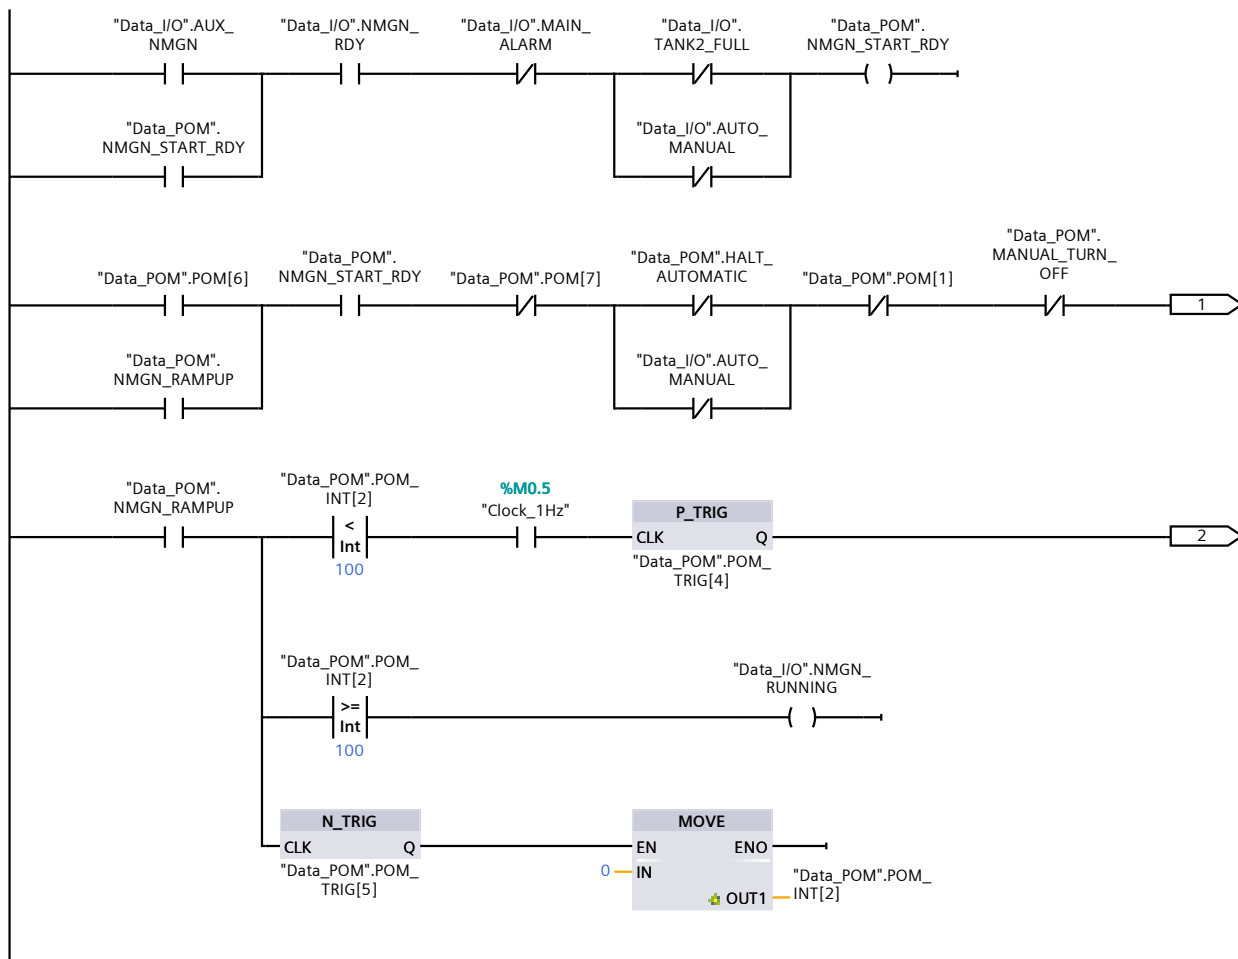 "Data_I/O".AUX_
NMGN
"Data_I/O".NMGN_
RDY
"Data_I/O".MAIN_
ALARM
"Data_I/O".
TANK2_FULL
"Data_POM".
NMGN_START_RDY
"Data_POM".
NMGN_START_RDY
"Data_I/O".AUTO_
MANUAL
"Data_POM".POM[6]
"Data_POM".
NMGN_START_RDY
"Data_POM".POM[7]
"Data_POM".HALT_
AUTOMATIC
"Data_POM".POM[1]
"Data_POM".
MANUAL_TURN_
OFF
1
"Data_POM".
NMGN_RAMPUP
"Data_I/O".AUTO_
MANUAL
"Data_POM".
NMGN_RAMPUP
"Data_POM".POM_
INT[2]
<
Int
100
%M0.5
"Clock_1Hz"
P_TRIG
CLK Q
"Data_POM".POM_
TRIG[4]
2
"Data_POM".POM_
INT[2]
>=
Int
100
"Data_I/O".NMGN_
RUNNING
N_TRIG
CLK Q
"Data_POM".POM_
TRIG[5]
MOVE
EN ENO
0 IN
OUT1
"Data_POM".POM_
INT[2]